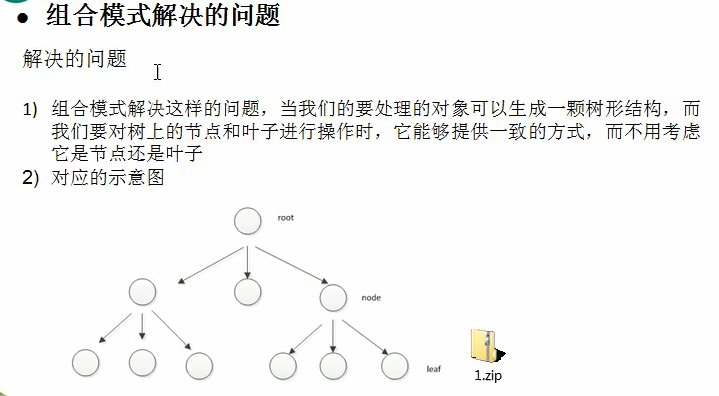 ● 组合模式解决的问题
解决的问题
1) 组合模式解决这样的问题，当我们的要处理的对象可以生成一颗树形结构，而
我们要对树上的节点和叶子进行操作时，它能够提供一致的方式，而不用考虑
它是节点还是叶子
2) 对应的示意图
root
node
leaf
1.zip